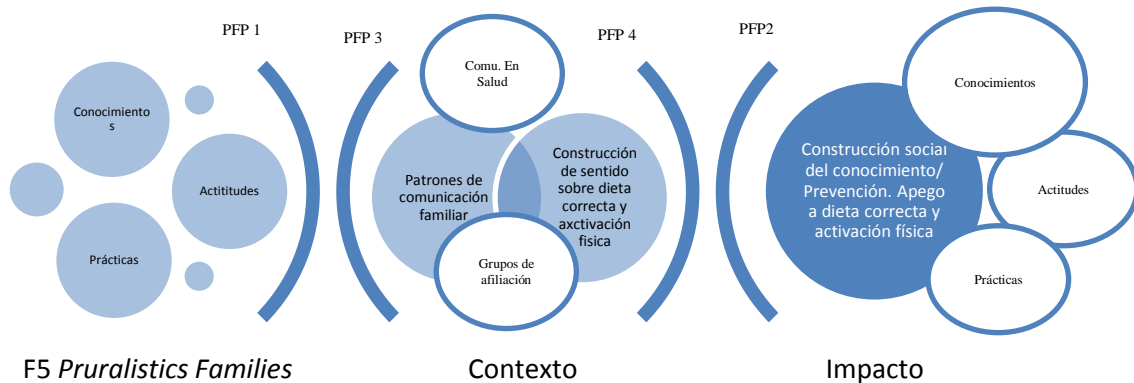 PFP 1
PFP 3
PFP 4
PFP2
Conocimiento
s
Actititudes
Prácticas
Comu. En
Salud
Patrones de
comunicación
familiar
Construcción
de sentido
sobre dieta
correcta y
axctivación
fisica
Grupos de
afiliación
Construcción social
del conocimiento/
Prevención. Apego
a dieta correcta y
activación física
Conocimientos
Actitudes
Prácticas
F5 Pruralistics Families
Contexto
Impacto